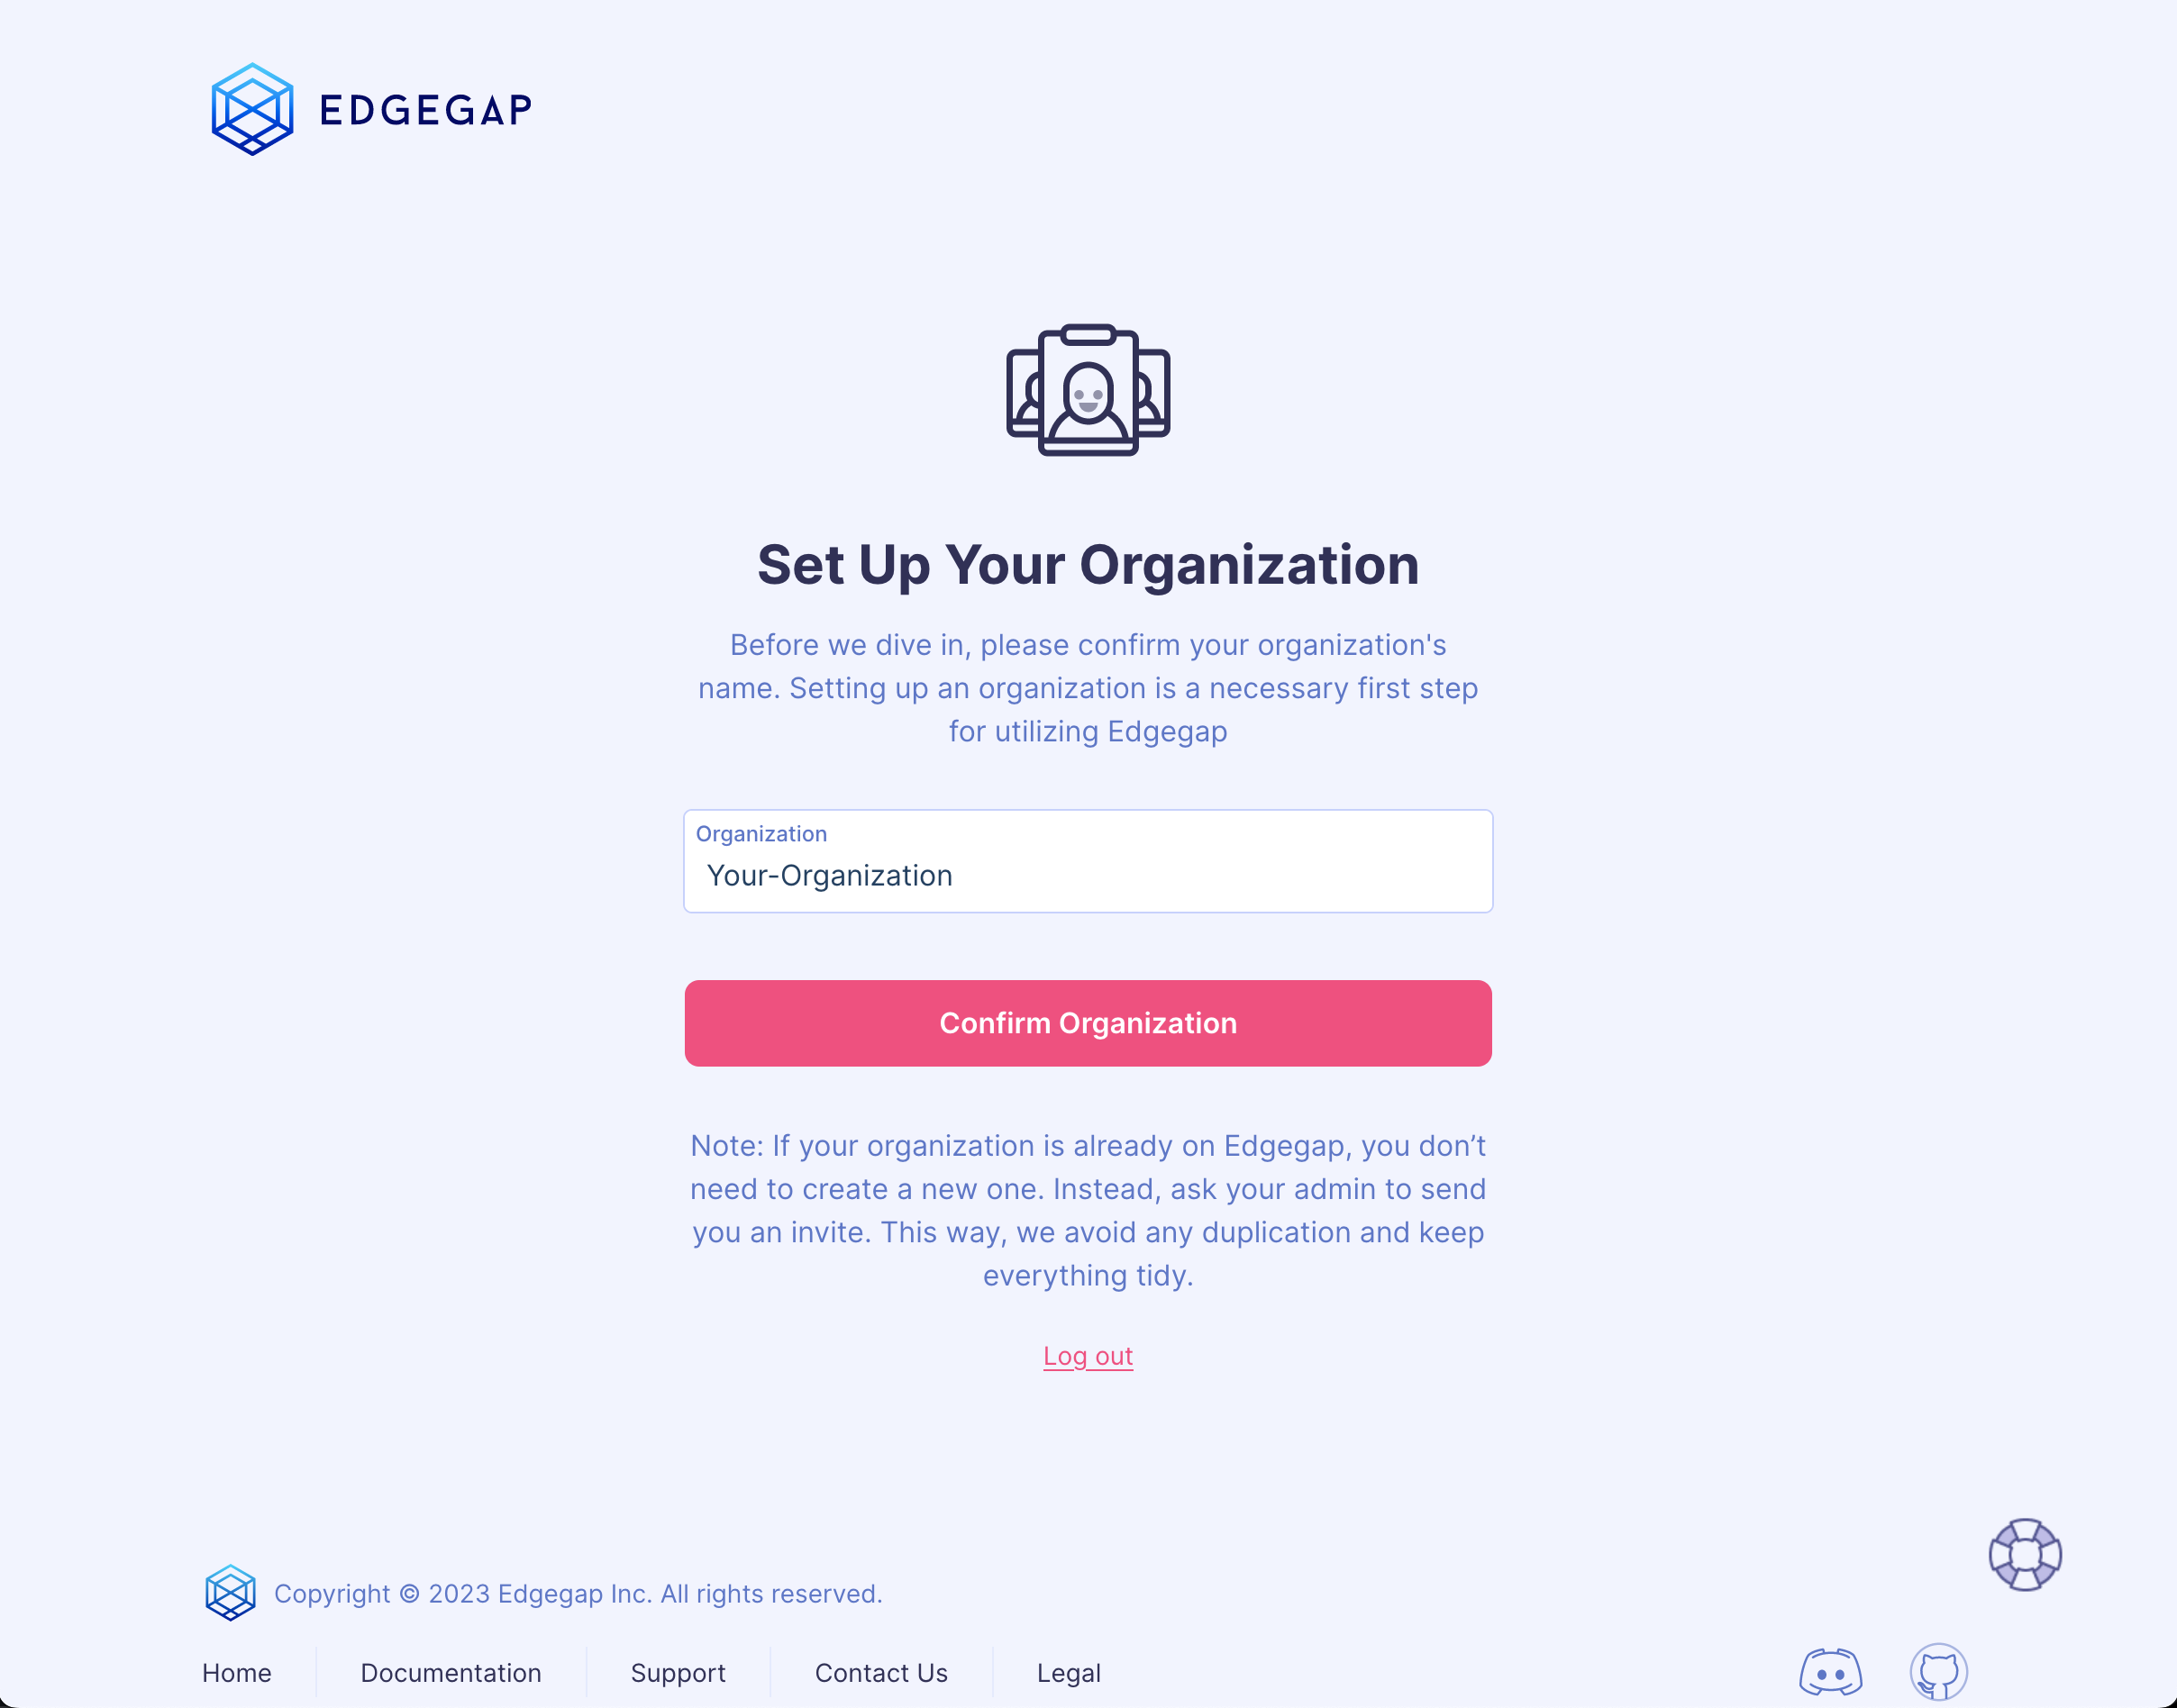 EDGEGAP
Set Up Your Organization
Before we dive in, please confirm your organization's
name. Setting up an organization is a necessary first step
for utilizing Edgegap
Organization
Your-Organization
Confirm Organization
Note: If your organization is already on Edgegap, you don’t
need to create a new one. Instead, ask your admin to send
you an invite. This way, we avoid any duplication and keep
everything tidy.
Log out
Copyright © 2023 Edgegap Inc. All rights reserved.
Home Documentation Support Contact Us Legal